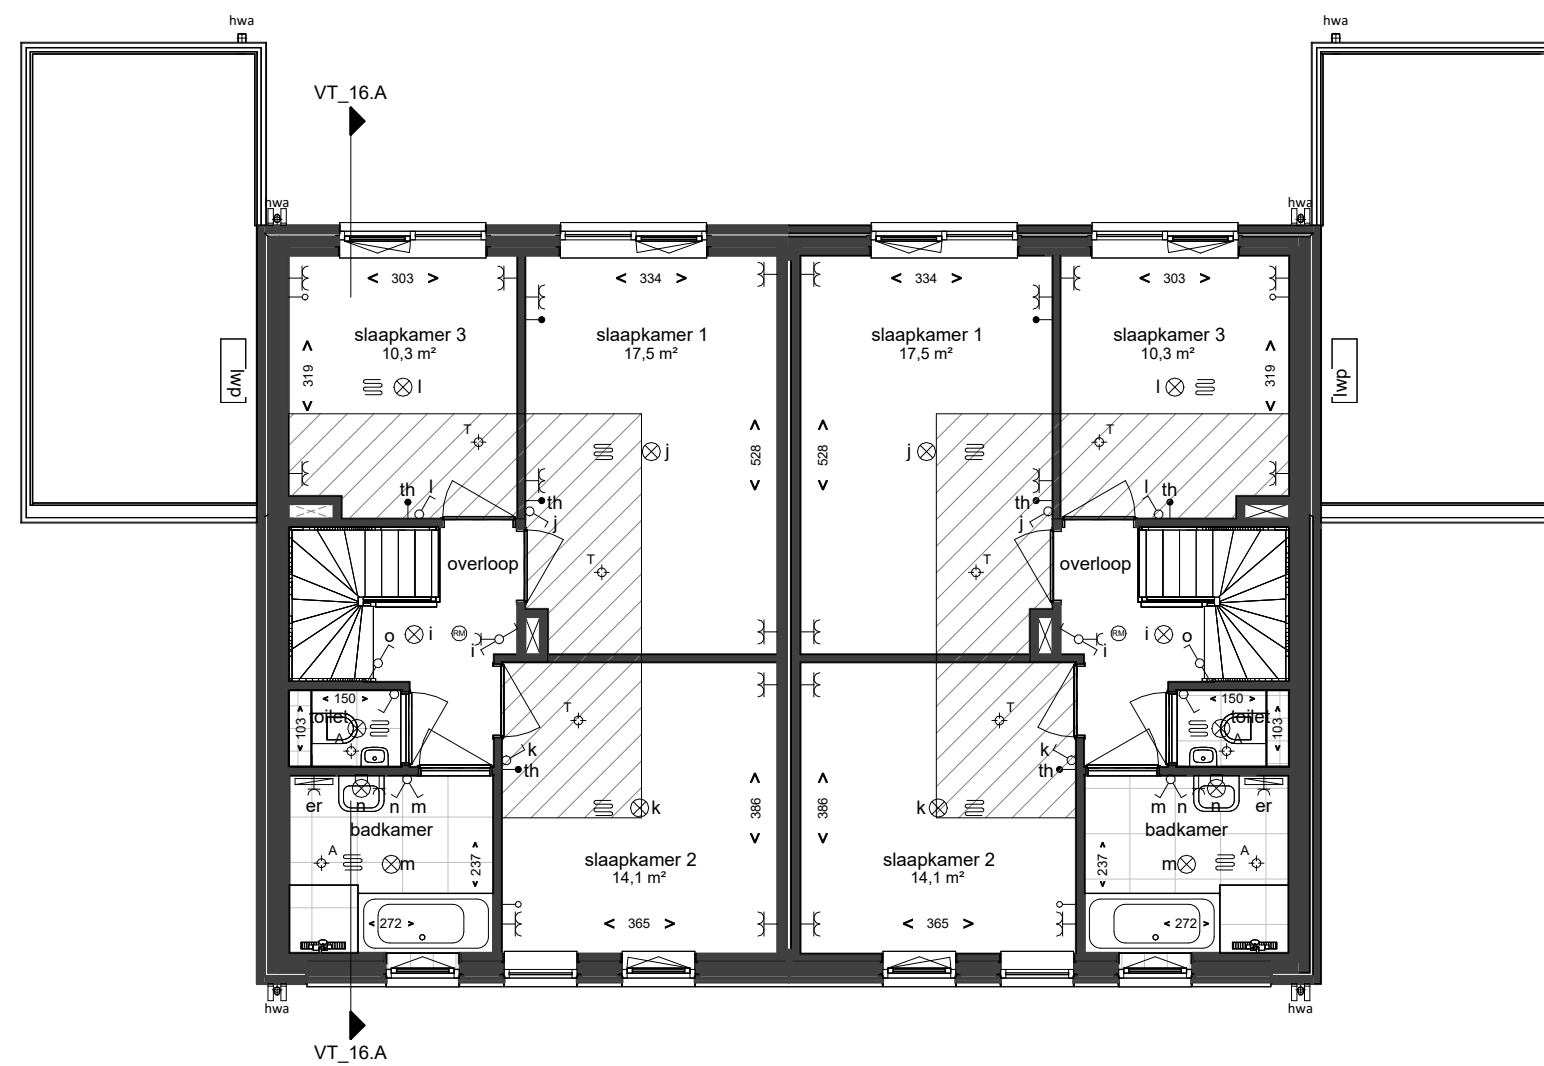 hwa
hwa
VT_16.A
hwa
hwa
303
334
334
303
slaapkamer 3
10,3 m²
slaapkamer 1
17,5 m²
slaapkamer 1
17,5 m²
slaapkamer 3
10,3 m²
lwp
319
l
l
319
lwp
T
j
528
528
j
T
th
l
th
j
th
j
l
th
overloop
T
T
overloop
o
i
RM
i
RM
i
i
o
150
toilet
103
A
T
T
150
toilet
103
A
k
th
k
th
er
n
n
m
k
386
386
k
m
n
n
er
badkamer
badkamer
A
m
237
slaapkamer 2
14,1 m²
slaapkamer 2
14,1 m²
237
m
A
272
365
365
272
hwa
hwa
VT_16.A